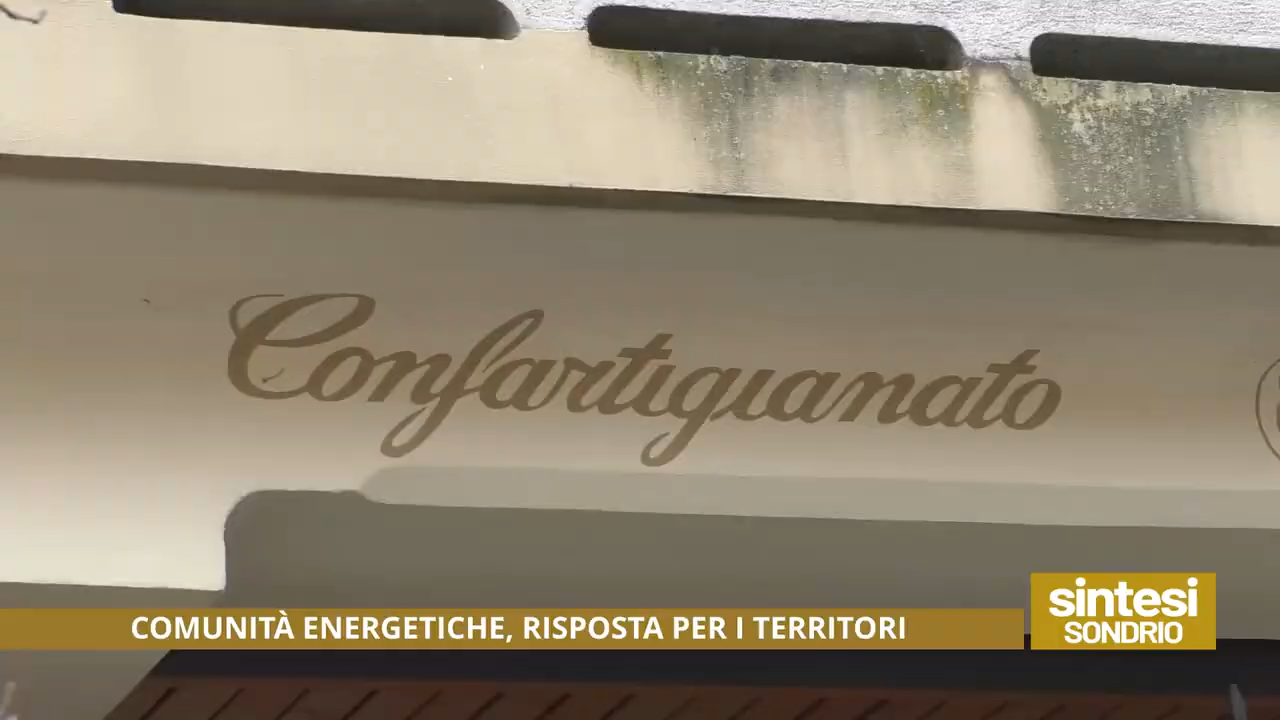 Confartigianato
COMUNITÀ ENERGETICHE, RISPOSTA PER I TERRITORI
sintesi
SONDRIO